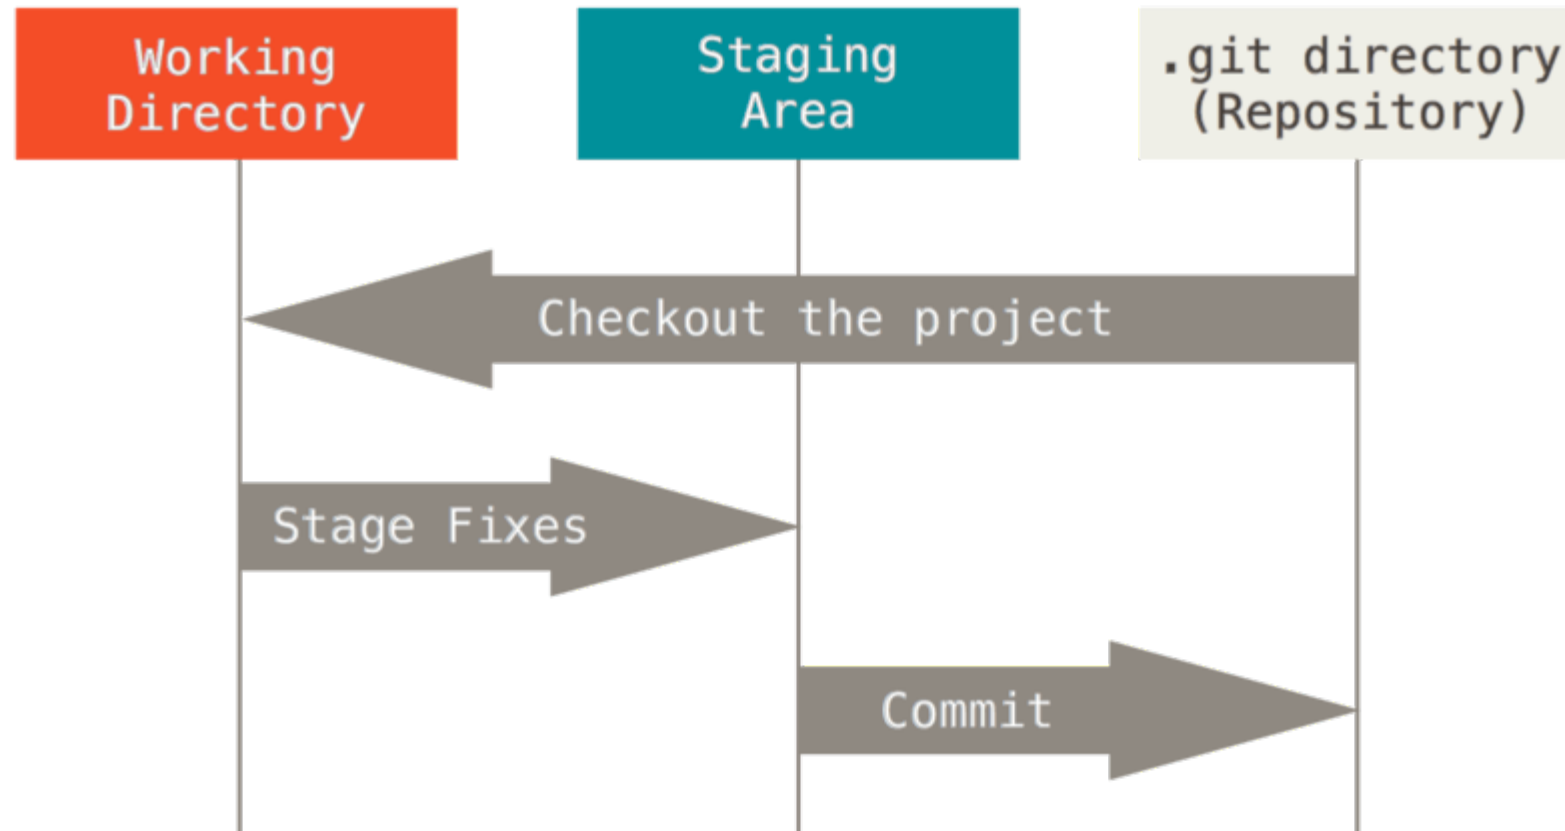 Working
Directory
Staging
Area
.git directory
(Repository)
Checkout the project
Stage Fixes
Commit